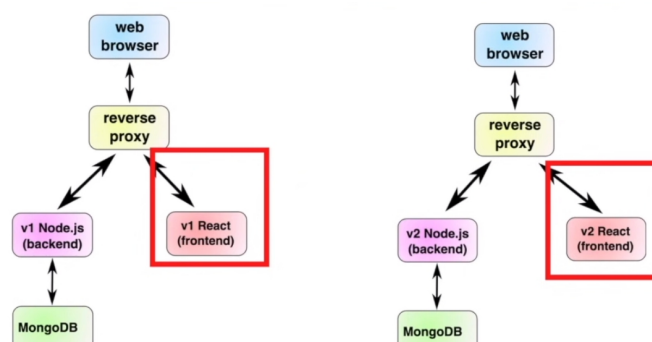 web
browser
reverse
proxy
v1 Node.js
(backend)
v1 React
(frontend)
MongoDB
web
browser
reverse
proxy
v2 Node.js
(backend)
v2 React
(frontend)
MongoDB